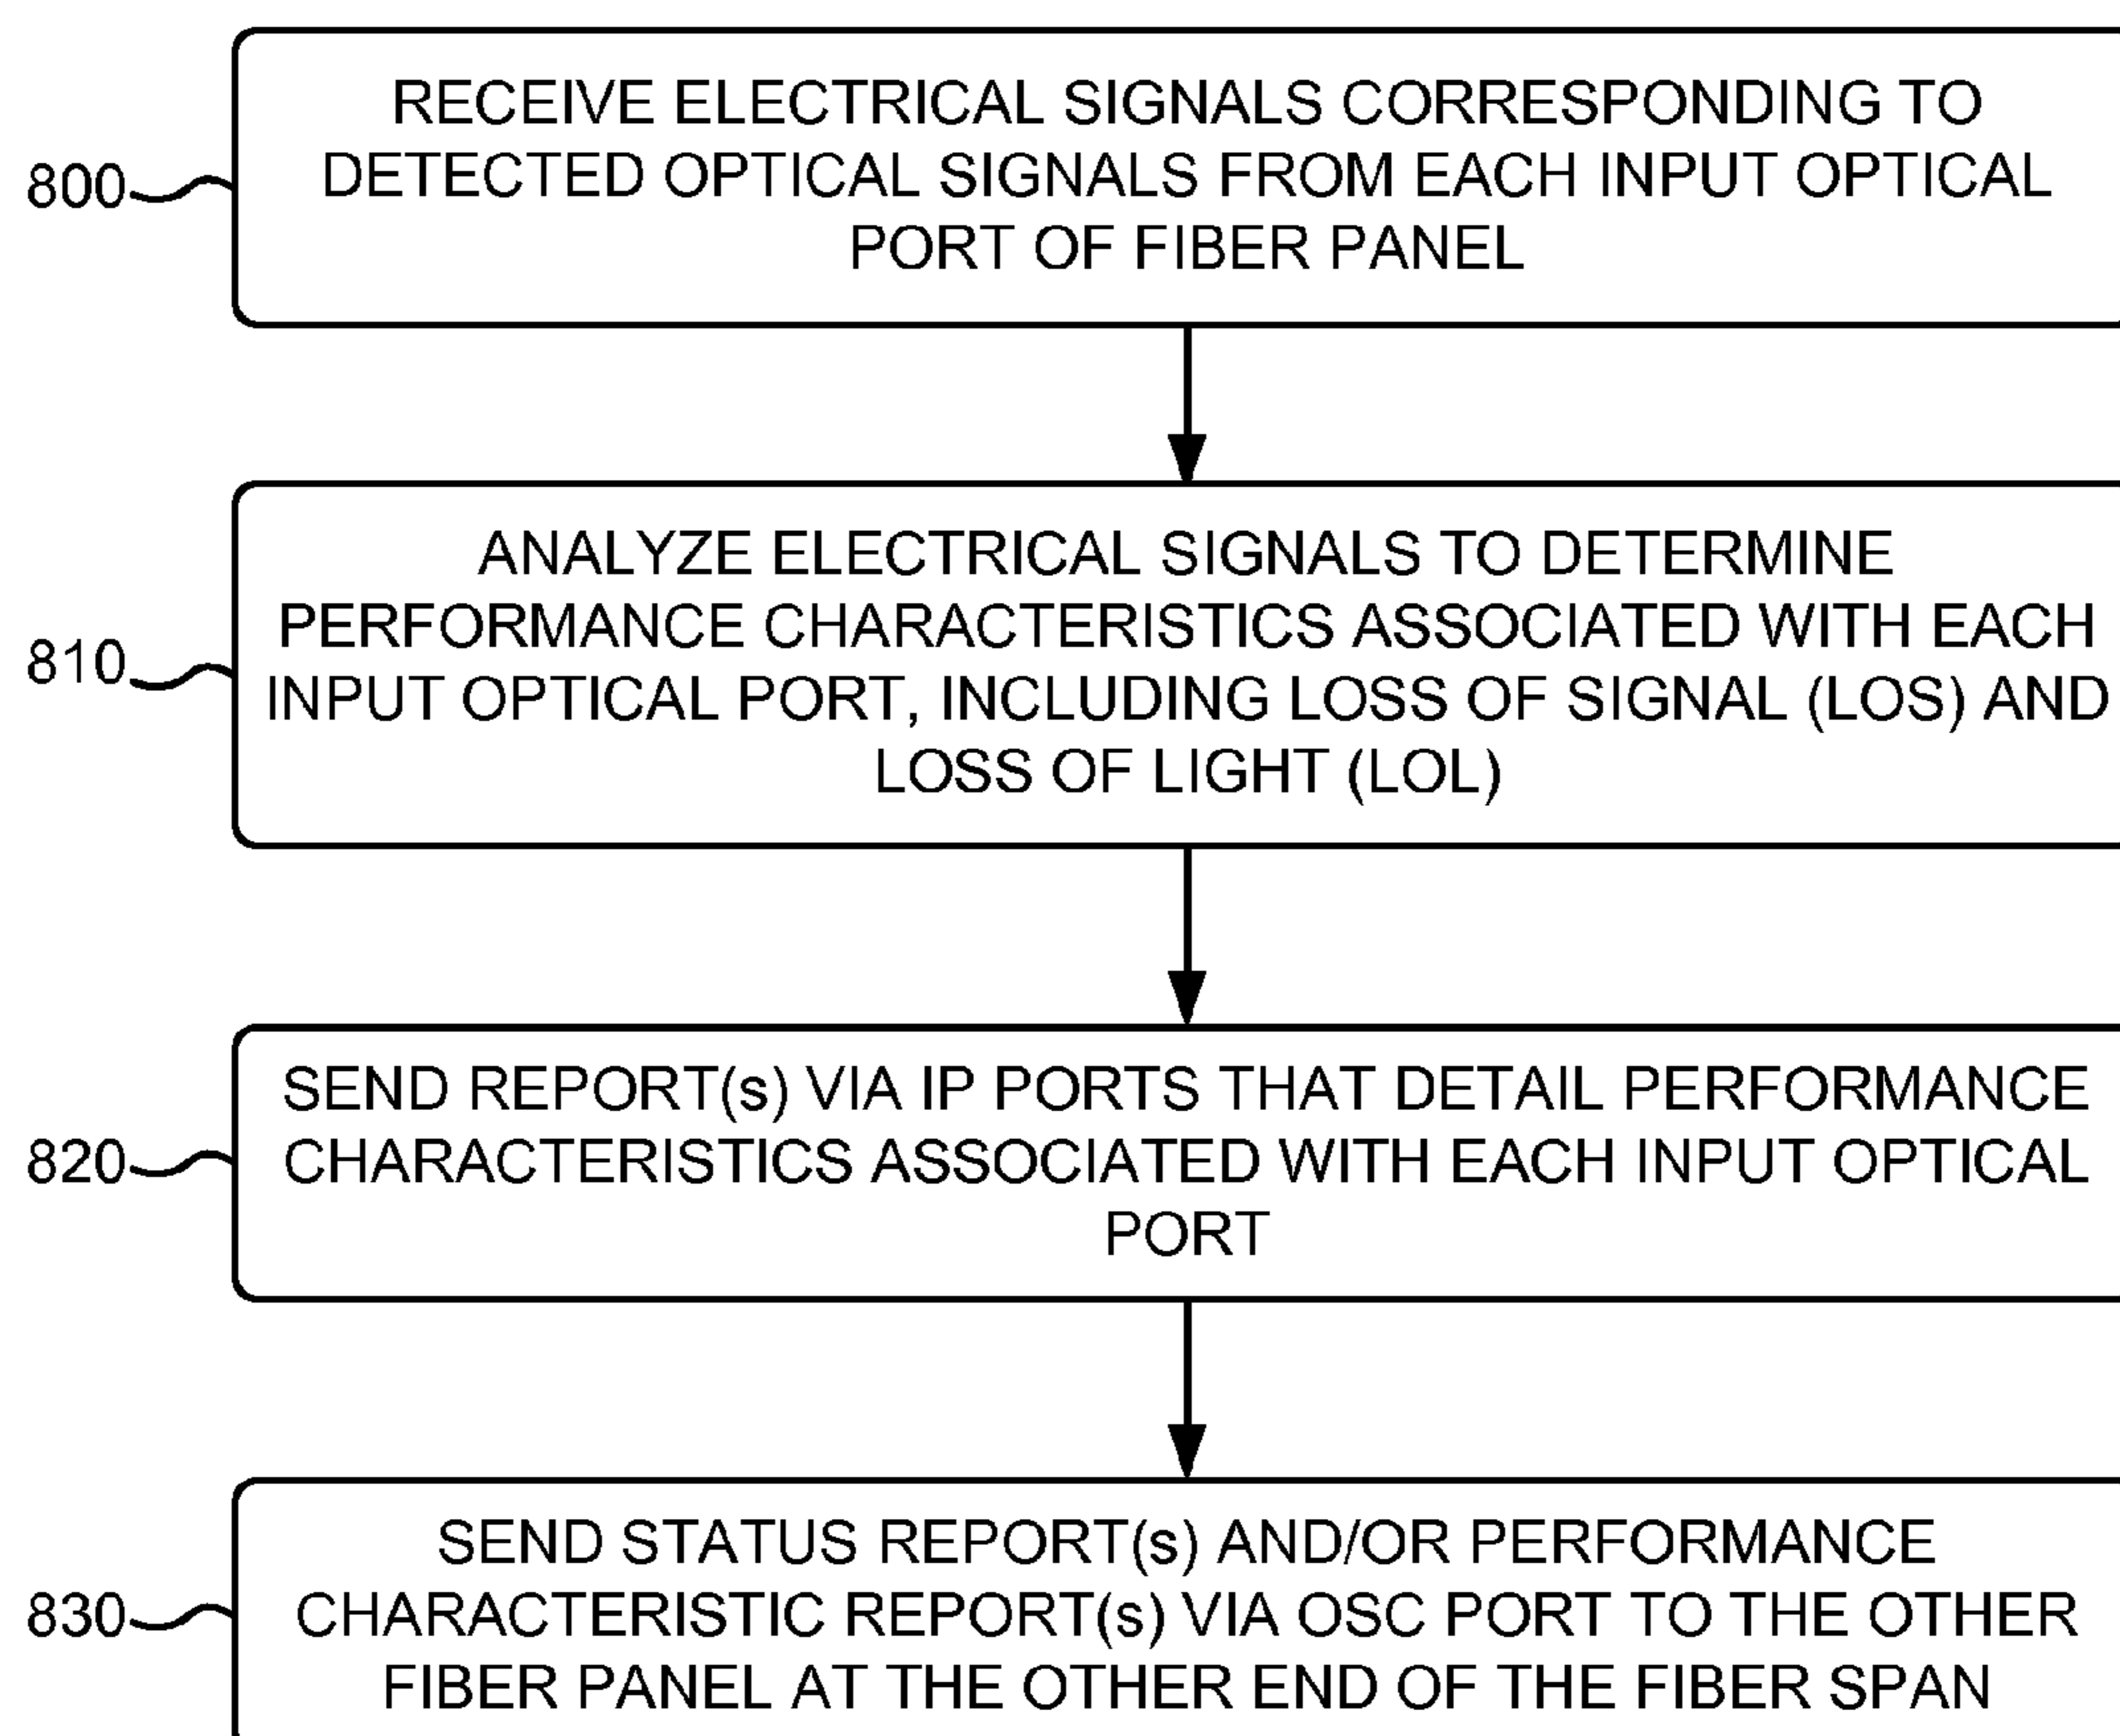 RECEIVE ELECTRICAL SIGNALS CORRESPONDING TO
DETECTED OPTICAL SIGNALS FROM EACH INPUT OPTICAL
PORT OF FIBER PANEL
800
ANALYZE ELECTRICAL SIGNALS TO DETERMINE
PERFORMANCE CHARACTERISTICS ASSOCIATED WITH EACH
INPUT OPTICAL PORT, INCLUDING LOSS OF SIGNAL (LOS) AND
LOSS OF LIGHT (LOL)
810
SEND REPORT(s) VIA IP PORTS THAT DETAIL PERFORMANCE
CHARACTERISTICS ASSOCIATED WITH EACH INPUT OPTICAL
PORT
820
SEND STATUS REPORT(s) AND/OR PERFORMANCE
CHARACTERISTIC REPORT(s) VIA OSC PORT TO THE OTHER
FIBER PANEL AT THE OTHER END OF THE FIBER SPAN
830